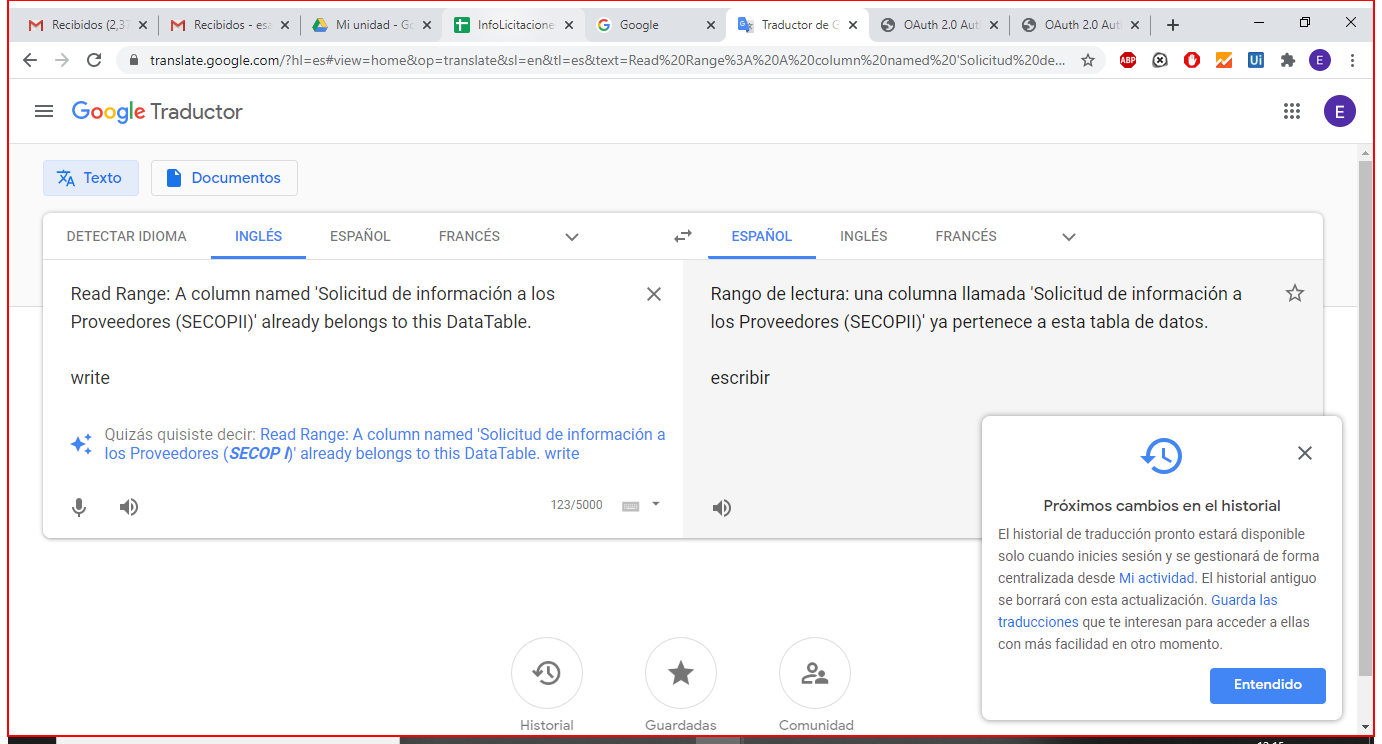 Recibidos (2,37
Recibidos - esa
Mi unidad - Go
InfoLicitacione
Google
Traductor de G
OAuth 2.0 Aut
OAuth 2.0 Aut
translate.google.com/?hl=es#view=home&op=translate&sl=en&tl=es&text=Read%20Range%3A%20A%20column%20named%20'Solicitud%20de...
ABP
Ui
E
Google Traductor
E
Texto
Documentos
DETECTAR IDIOMA
INGLÉS
ESPAÑOL
FRANCÉS
ESPAÑOL
INGLÉS
FRANCÉS
Read Range: A column named 'Solicitud de información a los
Proveedores (SECOPII)' already belongs to this DataTable.
write
Quizás quisiste decir: Read Range: A column named 'Solicitud de información a
los Proveedores (SECOP I)' already belongs to this DataTable. write
123/5000
Rango de lectura: una columna llamada 'Solicitud de información a
los Proveedores (SECOPII)' ya pertenece a esta tabla de datos.
escribir
Próximos cambios en el historial
El historial de traducción pronto estará disponible
solo cuando inicies sesión y se gestionará de forma
centralizada desde Mi actividad. El historial antiguo
se borrará con esta actualización. Guarda las
traducciones que te interesan para acceder a ellas
con más facilidad en otro momento.
Entendido
Historial
Guardadas
Comunidad